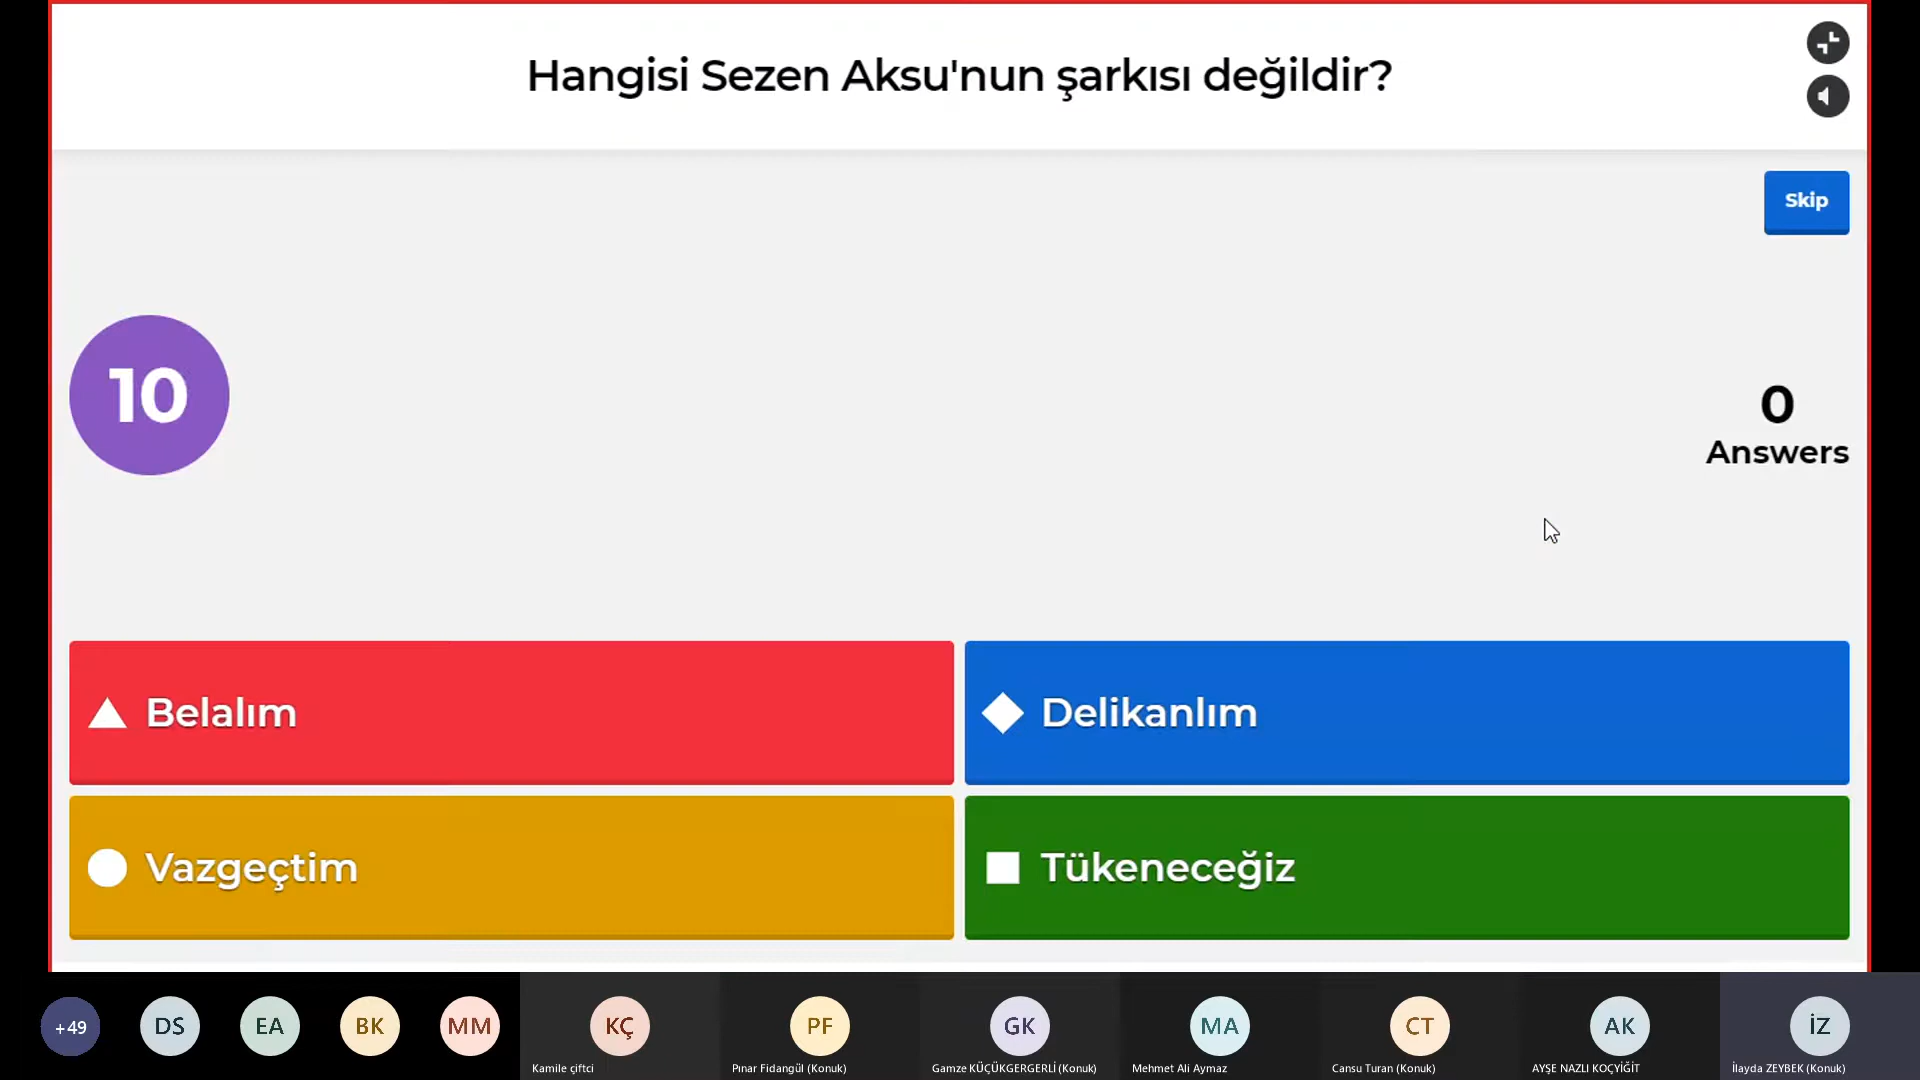 Hangisi Sezen Aksu'nun şarkısı değildir?
Skip
10
0
Answers
Belalım
Delikanlım
Vazgeçtim
Tükeneceğiz
+49
DS
EA
BK
MM
KÇ
PF
GK
MA
CT
AK
İZ
Kamile çiftci
Pınar Fidangül (Konuk)
Gamze KÜÇÜKGERGERLİ (Konuk)
Mehmet Ali Aymaz
Cansu Turan (Konuk)
AYŞE NAZLI KOÇYİĞİT
İlayda ZEYBEK (Konuk)